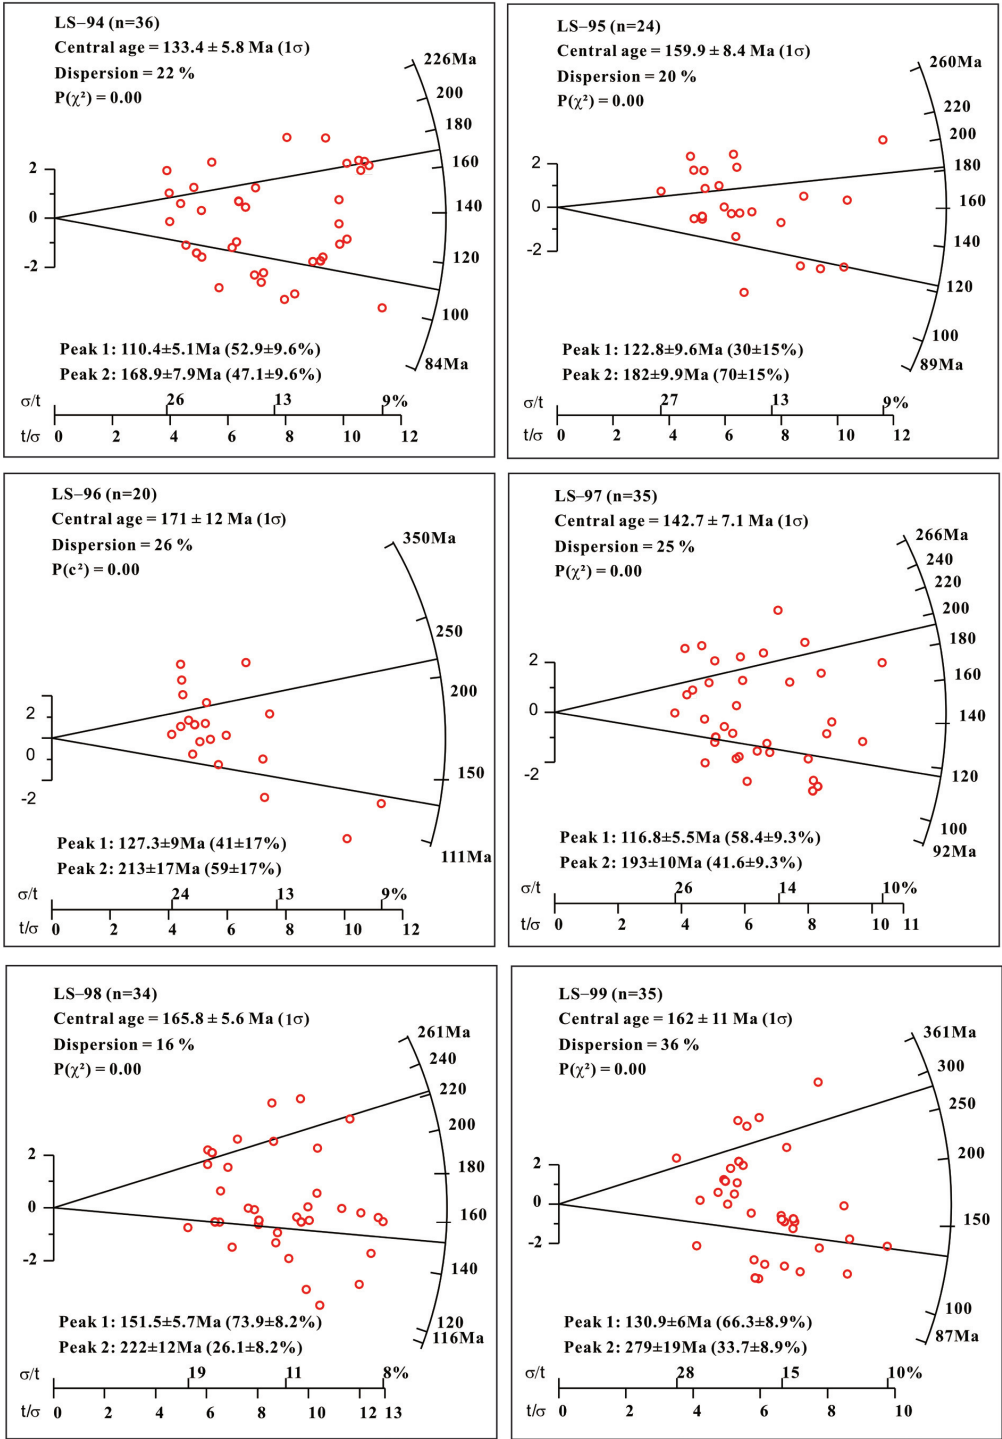 LS–94 (n=36)
Central age = 133.4 ± 5.8 Ma (1σ)
Dispersion = 22 %
P(χ²) = 0.00
226Ma
200
180
160
140
120
100
84Ma
2
0
-2
Peak 1: 110.4±5.1Ma (52.9±9.6%)
Peak 2: 168.9±7.9Ma (47.1±9.6%)
σ/t 26 13 9%
t/σ 0 2 4 6 8 10 12
LS–95 (n=24)
Central age = 159.9 ± 8.4 Ma (1σ)
Dispersion = 20 %
P(χ²) = 0.00
260Ma
220
200
180
160
140
120
100
89Ma
2
0
-2
Peak 1: 122.8±9.6Ma (30±15%)
Peak 2: 182±9.9Ma (70±15%)
σ/t 27 13 9%
t/σ 0 2 4 6 8 10 12
LS–96 (n=20)
Central age = 171 ± 12 Ma (1σ)
Dispersion = 26 %
P(c²) = 0.00
350Ma
250
200
150
111Ma
2
0
-2
Peak 1: 127.3±9Ma (41±17%)
Peak 2: 213±17Ma (59±17%)
σ/t 24 13 9%
t/σ 0 2 4 6 8 10 12
LS–97 (n=35)
Central age = 142.7 ± 7.1 Ma (1σ)
Dispersion = 25 %
P(χ²) = 0.00
266Ma
240
220
200
180
160
140
120
100
92Ma
2
0
-2
Peak 1: 116.8±5.5Ma (58.4±9.3%)
Peak 2: 193±10Ma (41.6±9.3%)
σ/t 26 14 10%
t/σ 0 2 4 6 8 10 11
LS–98 (n=34)
Central age = 165.8 ± 5.6 Ma (1σ)
Dispersion = 16 %
P(χ²) = 0.00
261Ma
240
220
200
180
160
140
120
116Ma
2
0
-2
Peak 1: 151.5±5.7Ma (73.9±8.2%)
Peak 2: 222±12Ma (26.1±8.2%)
σ/t 19 11 8%
t/σ 0 2 4 6 8 10 12 13
LS–99 (n=35)
Central age = 162 ± 11 Ma (1σ)
Dispersion = 36 %
P(χ²) = 0.00
361Ma
300
250
200
150
100
87Ma
2
0
-2
Peak 1: 130.9±6Ma (66.3±8.9%)
Peak 2: 279±19Ma (33.7±8.9%)
σ/t 28 15 10%
t/σ 0 2 4 6 8 10